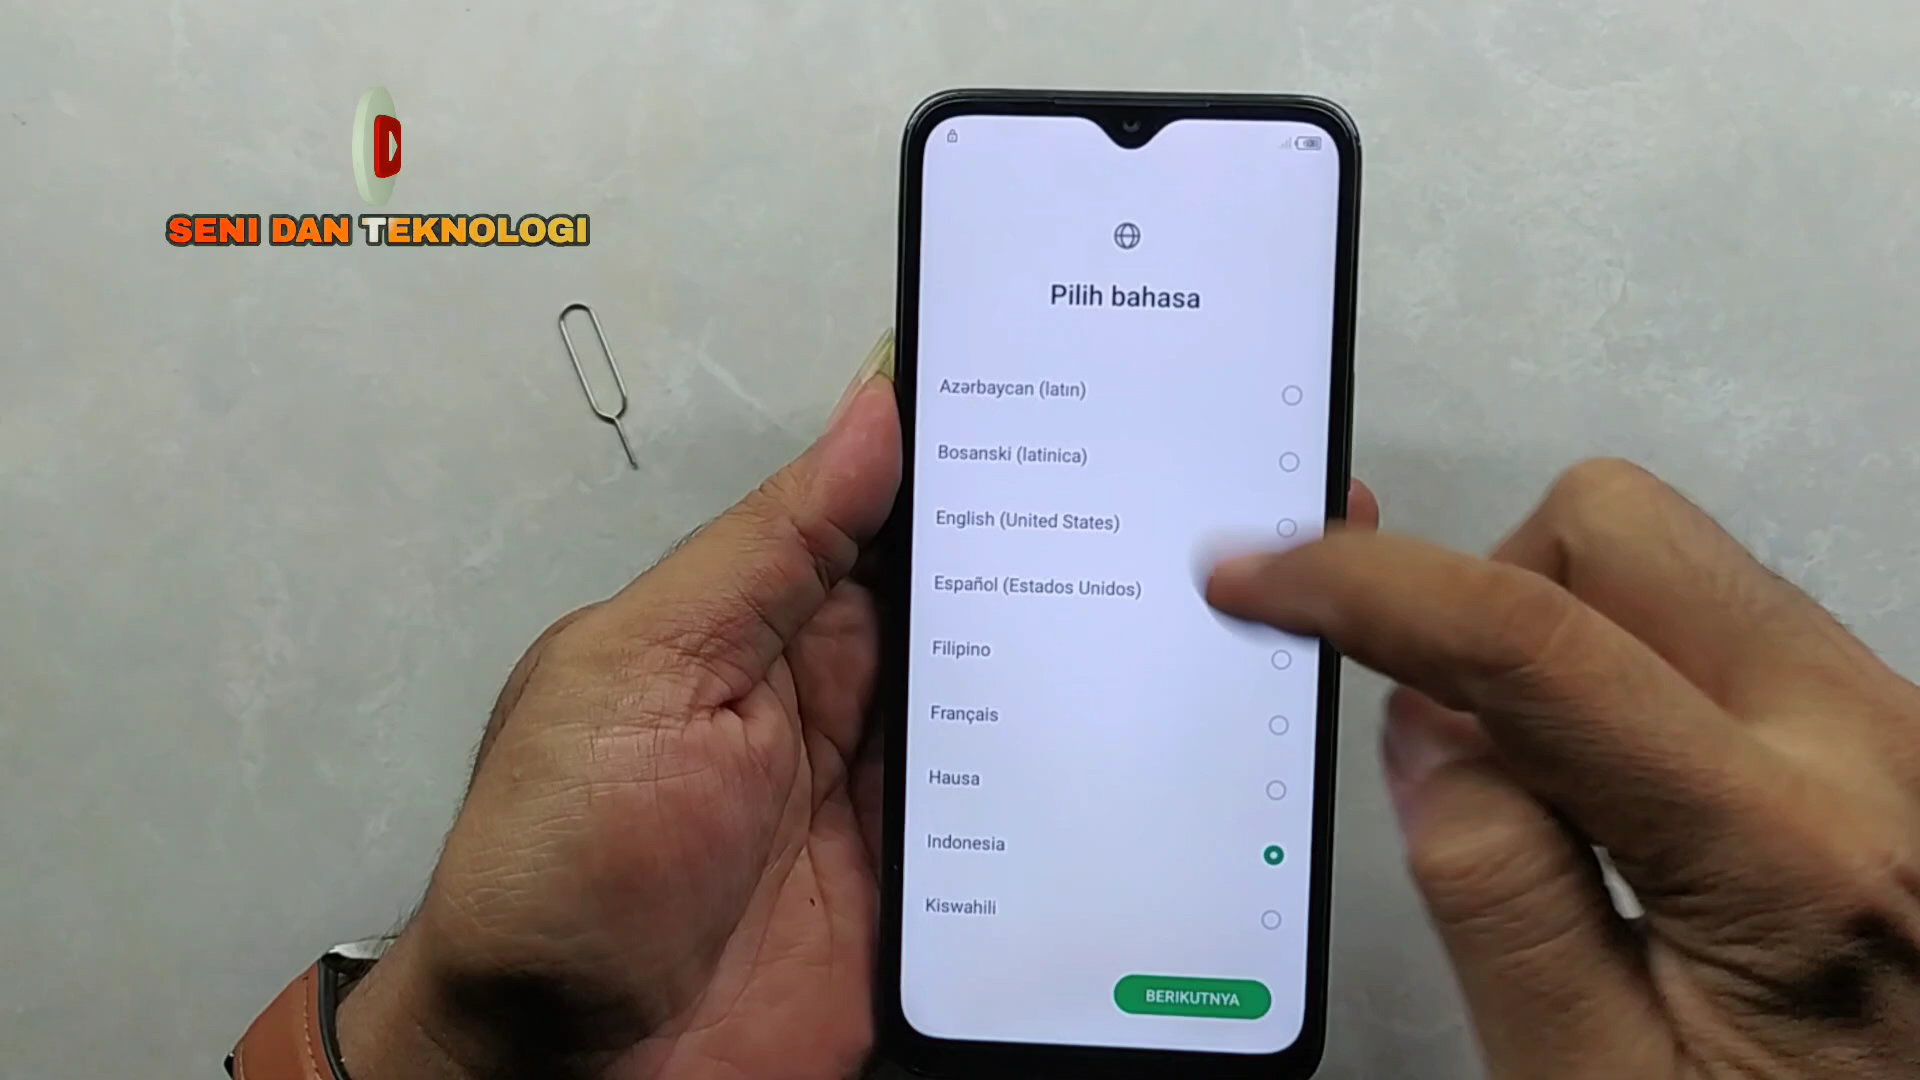 SENI DAN TEKNOLOGI
Pilih bahasa
Azərbaycan (latın)
Bosanski (latinica)
English (United States)
Español (Estados Unidos)
Filipino
Français
Hausa
Indonesia
Kiswahili
BERIKUTNYA